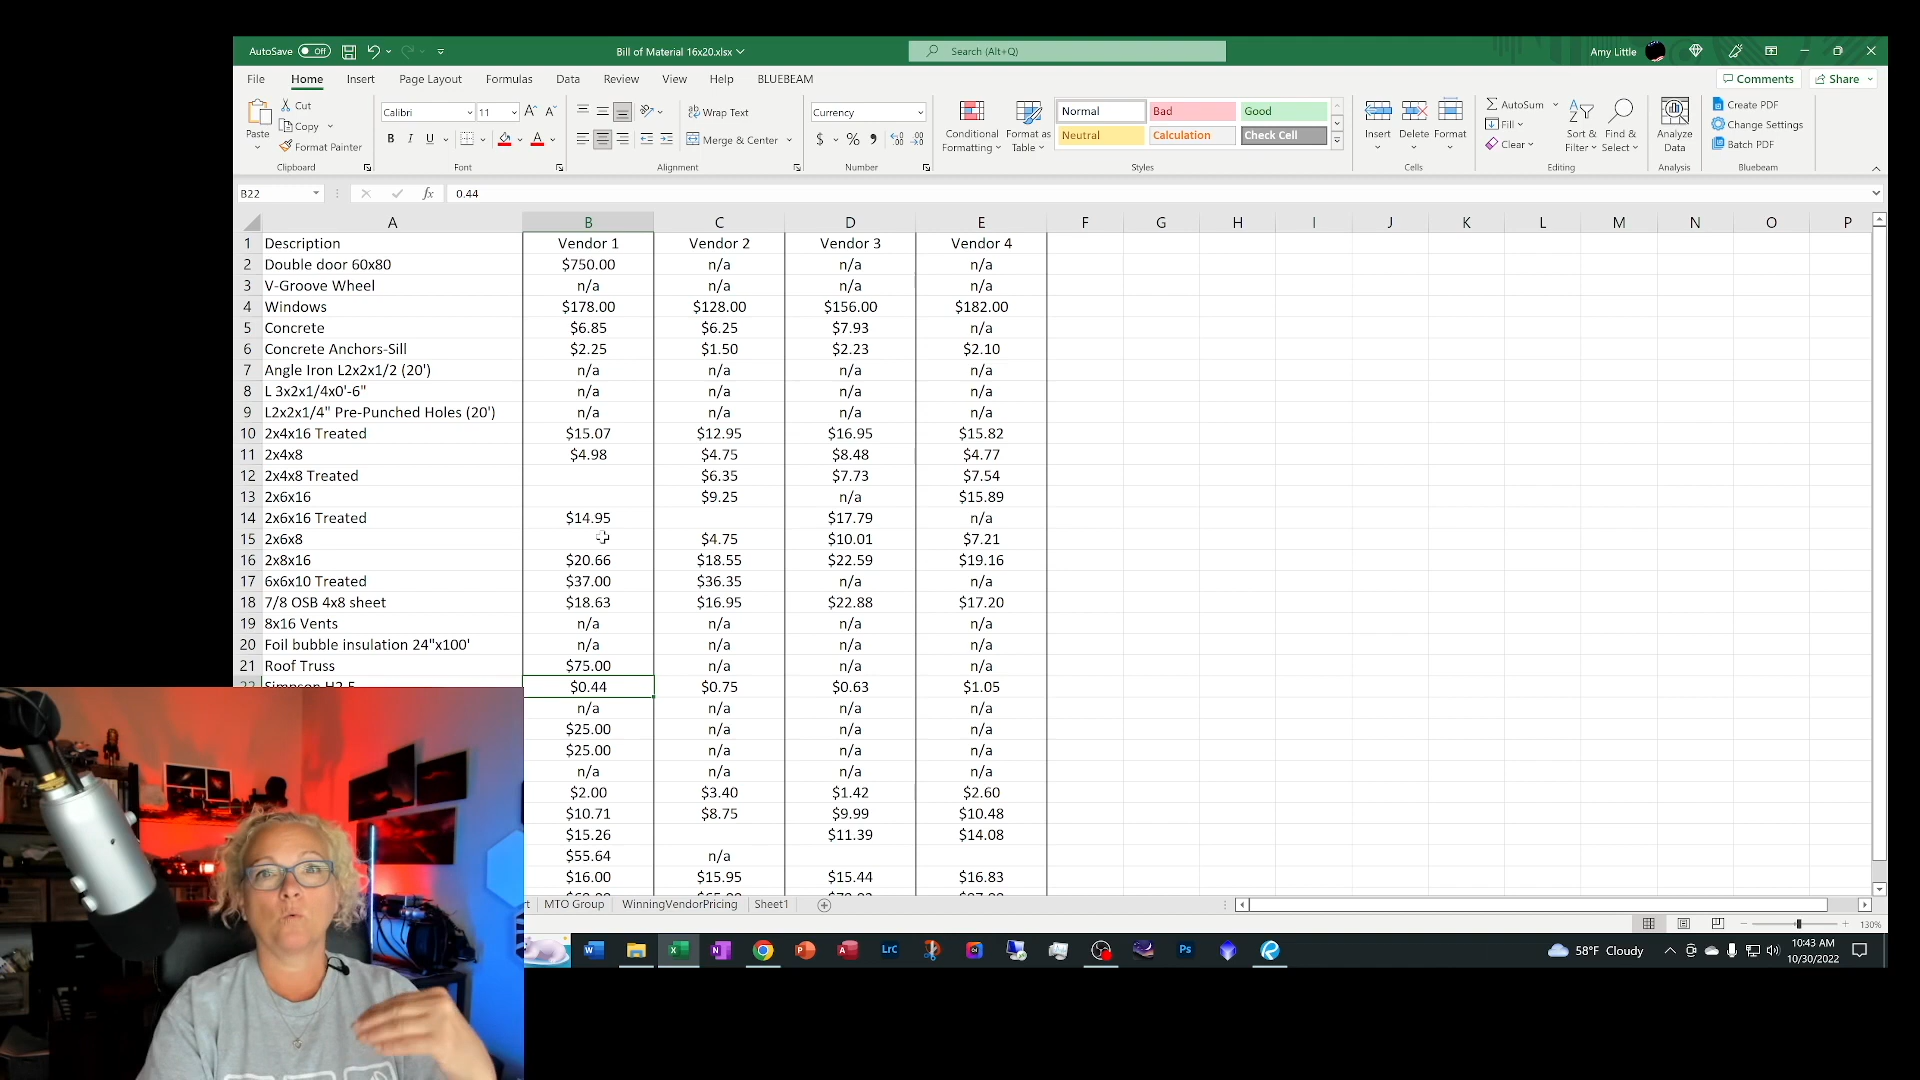 AutoSave Off
Bill of Material 16x20.xlsx
Search (Alt+Q)
Amy Little
File Home Insert Page Layout Formulas Data Review View Help BLUEBEAM
Comments Share
Paste
Cut
Copy
Format Painter
Clipboard
Calibri 11
B I U
Font
Wrap Text
Merge & Center
Alignment
Currency
$ % 
Number
Conditional Formatting
Format as Table
Normal Bad Good
Neutral Calculation Check Cell
Styles
Insert Delete Format
Cells
AutoSum
Fill
Clear
Sort & Filter
Find & Select
Editing
Analyze Data
Analysis
Create PDF
Change Settings
Batch PDF
Bluebeam
B22 fx 0.44
A B C D E F G H I J K L M N O P
1 Description Vendor 1 Vendor 2 Vendor 3 Vendor 4
2 Double door 60x80 $750.00 n/a n/a n/a
3 V-Groove Wheel n/a n/a n/a n/a
4 Windows $178.00 $128.00 $156.00 $182.00
5 Concrete $6.85 $6.25 $7.93 n/a
6 Concrete Anchors-Sill $2.25 $1.50 $2.23 $2.10
7 Angle Iron L2x2x1/2 (20') n/a n/a n/a n/a
8 L 3x2x1/4x0'-6" n/a n/a n/a n/a
9 L2x2x1/4" Pre-Punched Holes (20') n/a n/a n/a n/a
10 2x4x16 Treated $15.07 $12.95 $16.95 $15.82
11 2x4x8 $4.98 $4.75 $8.48 $4.77
12 2x4x8 Treated $6.35 $7.73 $7.54
13 2x6x16 $9.25 n/a $15.89
14 2x6x16 Treated $14.95 $17.79 n/a
15 2x6x8 $4.75 $10.01 $7.21
16 2x8x16 $20.66 $18.55 $22.59 $19.16
17 6x6x10 Treated $37.00 $36.35 n/a n/a
18 7/8 OSB 4x8 sheet $18.63 $16.95 $22.88 $17.20
19 8x16 Vents n/a n/a n/a n/a
20 Foil bubble insulation 24"x100' n/a n/a n/a n/a
21 Roof Truss $75.00 n/a n/a n/a
22 Simpson H2.5 $0.44 $0.75 $0.63 $1.05
n/a n/a n/a n/a
$25.00 n/a n/a n/a
$25.00 n/a n/a n/a
n/a n/a n/a n/a
$2.00 $3.40 $1.42 $2.60
$10.71 $8.75 $9.99 $10.48
$15.26 $11.39 $14.08
$55.64 n/a
$16.00 $15.95 $15.44 $16.83
MTO Group WinningVendorPricing Sheet1
130%
LrC Ps
58°F Cloudy
10:43 AM
10/30/2022